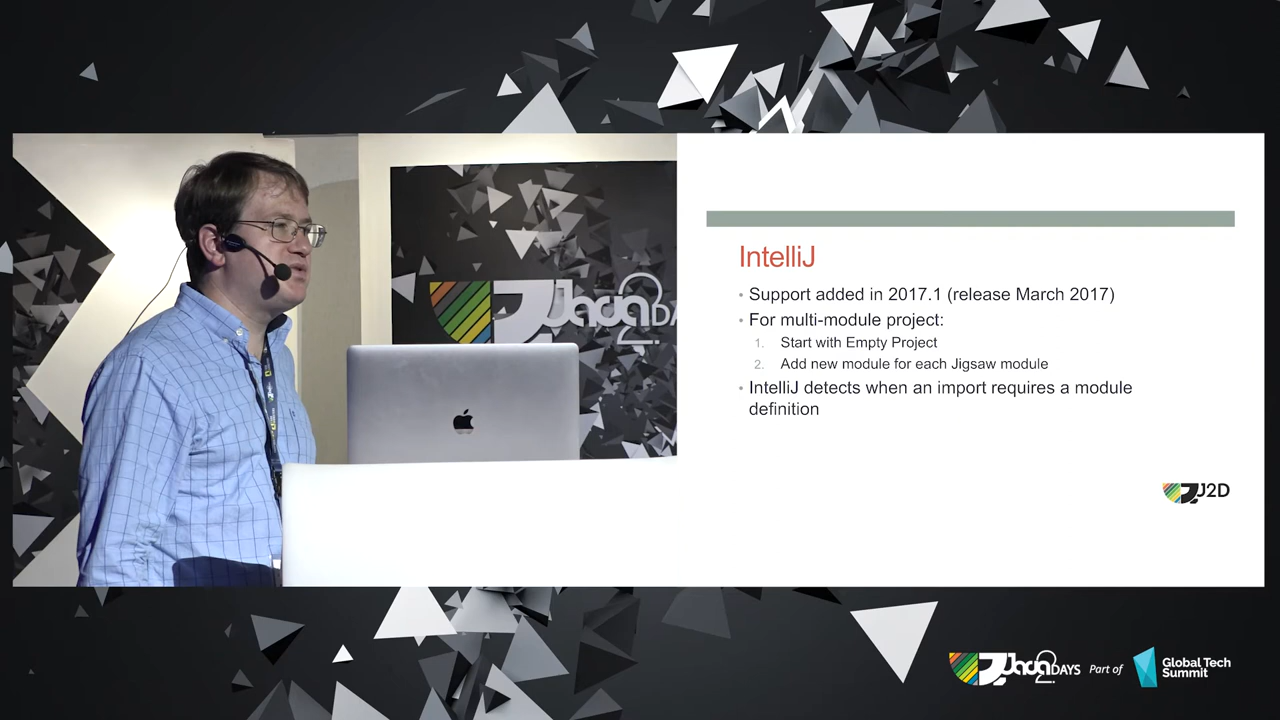 IntelliJ
• Support added in 2017.1 (release March 2017)
• For multi-module project:
1. Start with Empty Project
2. Add new module for each Jigsaw module
• IntelliJ detects when an import requires a module
definition
J2D
Java2DAYS
Java2DAYS Part of Global Tech
Summit